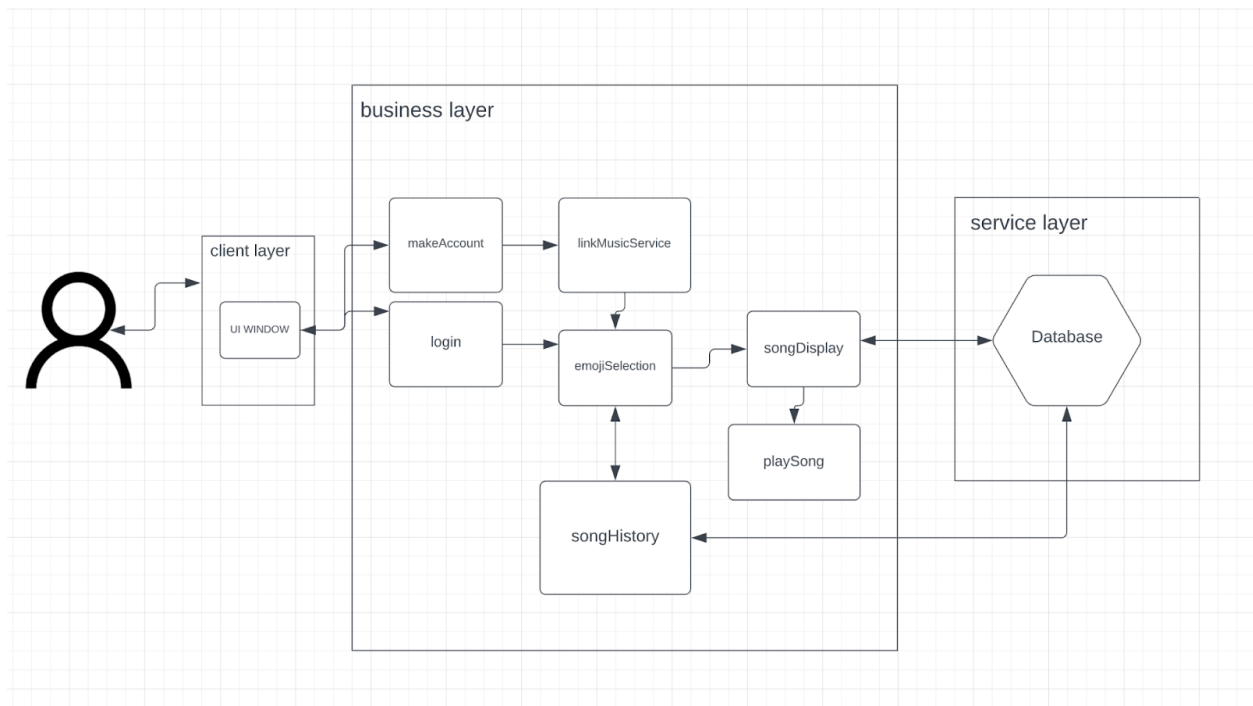 business layer
client layer
UI WINDOW
makeAccount
linkMusicService
login
emojiSelection
songDisplay
playSong
songHistory
service layer
Database